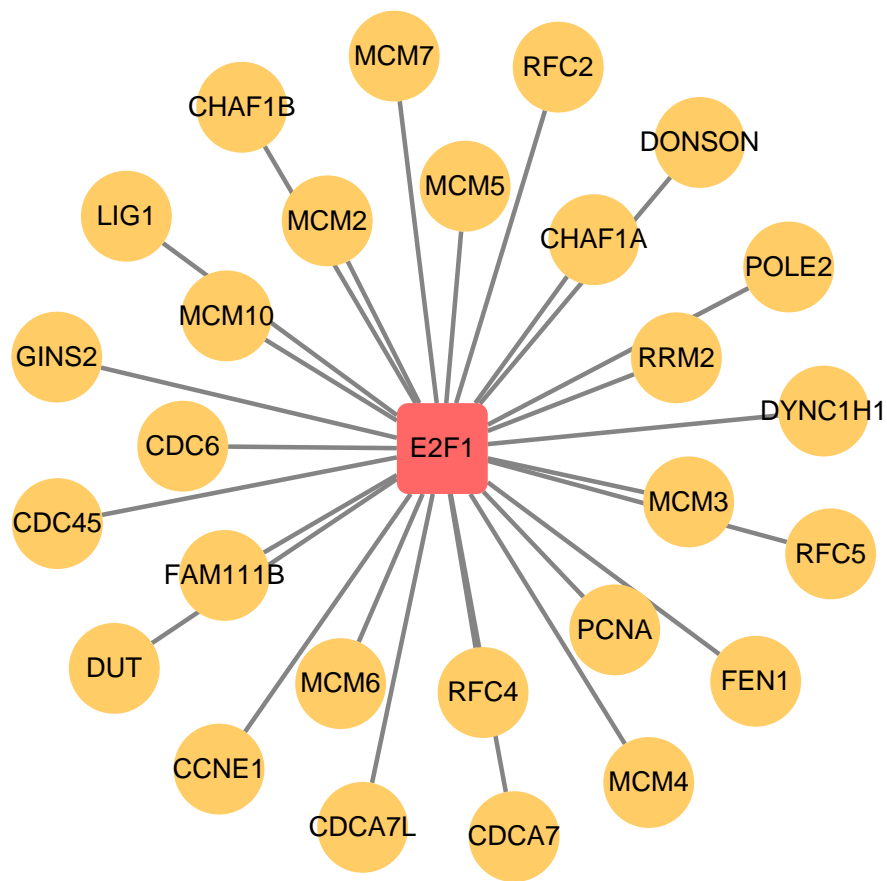 MCM7
RFC2
CHAF1B
DONSON
MCM5
LIG1
MCM2
CHAF1A
POLE2
MCM10
GINS2
RRM2
DYNC1H1
CDC6
E2F1
MCM3
CDC45
RFC5
FAM111B
PCNA
DUT
MCM6
RFC4
FEN1
CCNE1
MCM4
CDCA7L
CDCA7